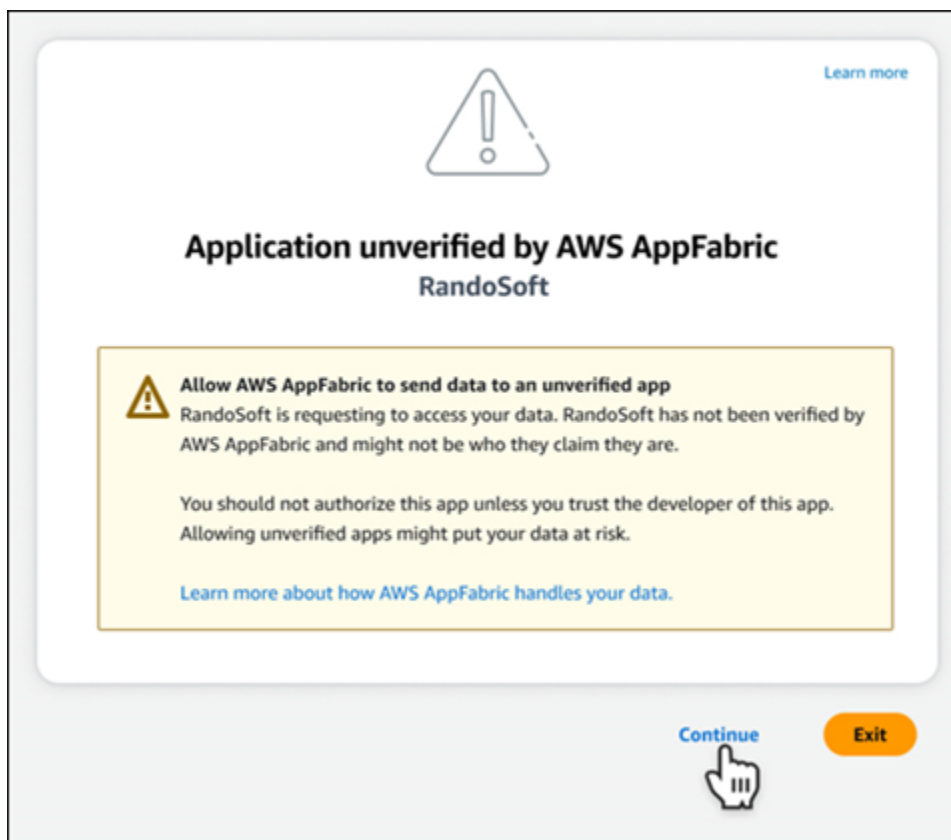 Learn more
Application unverified by AWS AppFabric
RandoSoft
Allow AWS AppFabric to send data to an unverified app
RandoSoft is requesting to access your data. RandoSoft has not been verified by
AWS AppFabric and might not be who they claim they are.
You should not authorize this app unless you trust the developer of this app.
Allowing unverified apps might put your data at risk.
Learn more about how AWS AppFabric handles your data.
Continue
Exit